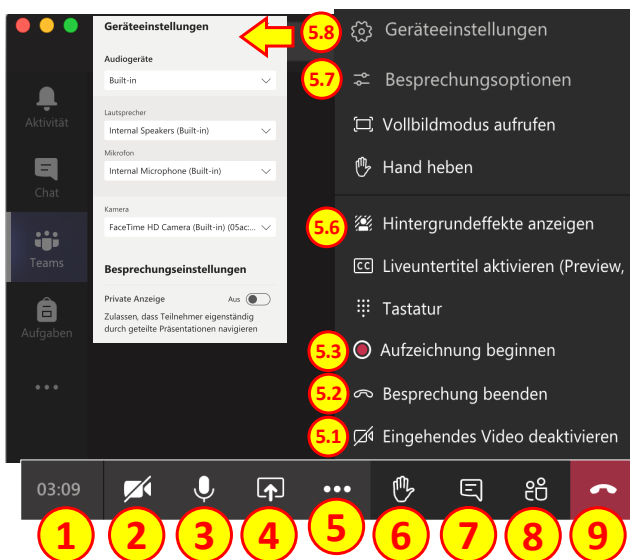 Geräteeinstellungen
Audiogeräte
Built-in
Lautsprecher
Internal Speakers (Built-in)
Mikrofon
Internal Microphone (Built-in)
Kamera
FaceTime HD Camera (Built-in) (05ac:...
Besprechungseinstellungen
Private Anzeige Aus
Zulassen, dass Teilnehmer eigenständig
durch geteilte Präsentationen navigieren
Aktivität
Chat
Teams
Aufgaben
5.8 Geräteeinstellungen
5.7 Besprechungsoptionen
Vollbildmodus aufrufen
Hand heben
5.6 Hintergrundeffekte anzeigen
CC Liveuntertitel aktivieren (Preview,
Tastatur
5.3 Aufzeichnung beginnen
5.2 Besprechung beenden
5.1 Eingehendes Video deaktivieren
03:09
1 2 3 4 5 6 7 8 9